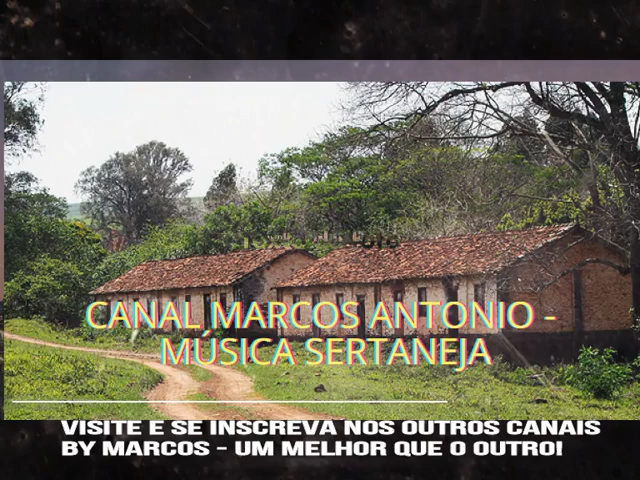 CANAL MARCOS ANTONIO -
MÚSICA SERTANEJA
VISITE E SE INSCREVA NOS OUTROS CANAIS
BY MARCOS - UM MELHOR QUE O OUTRO!